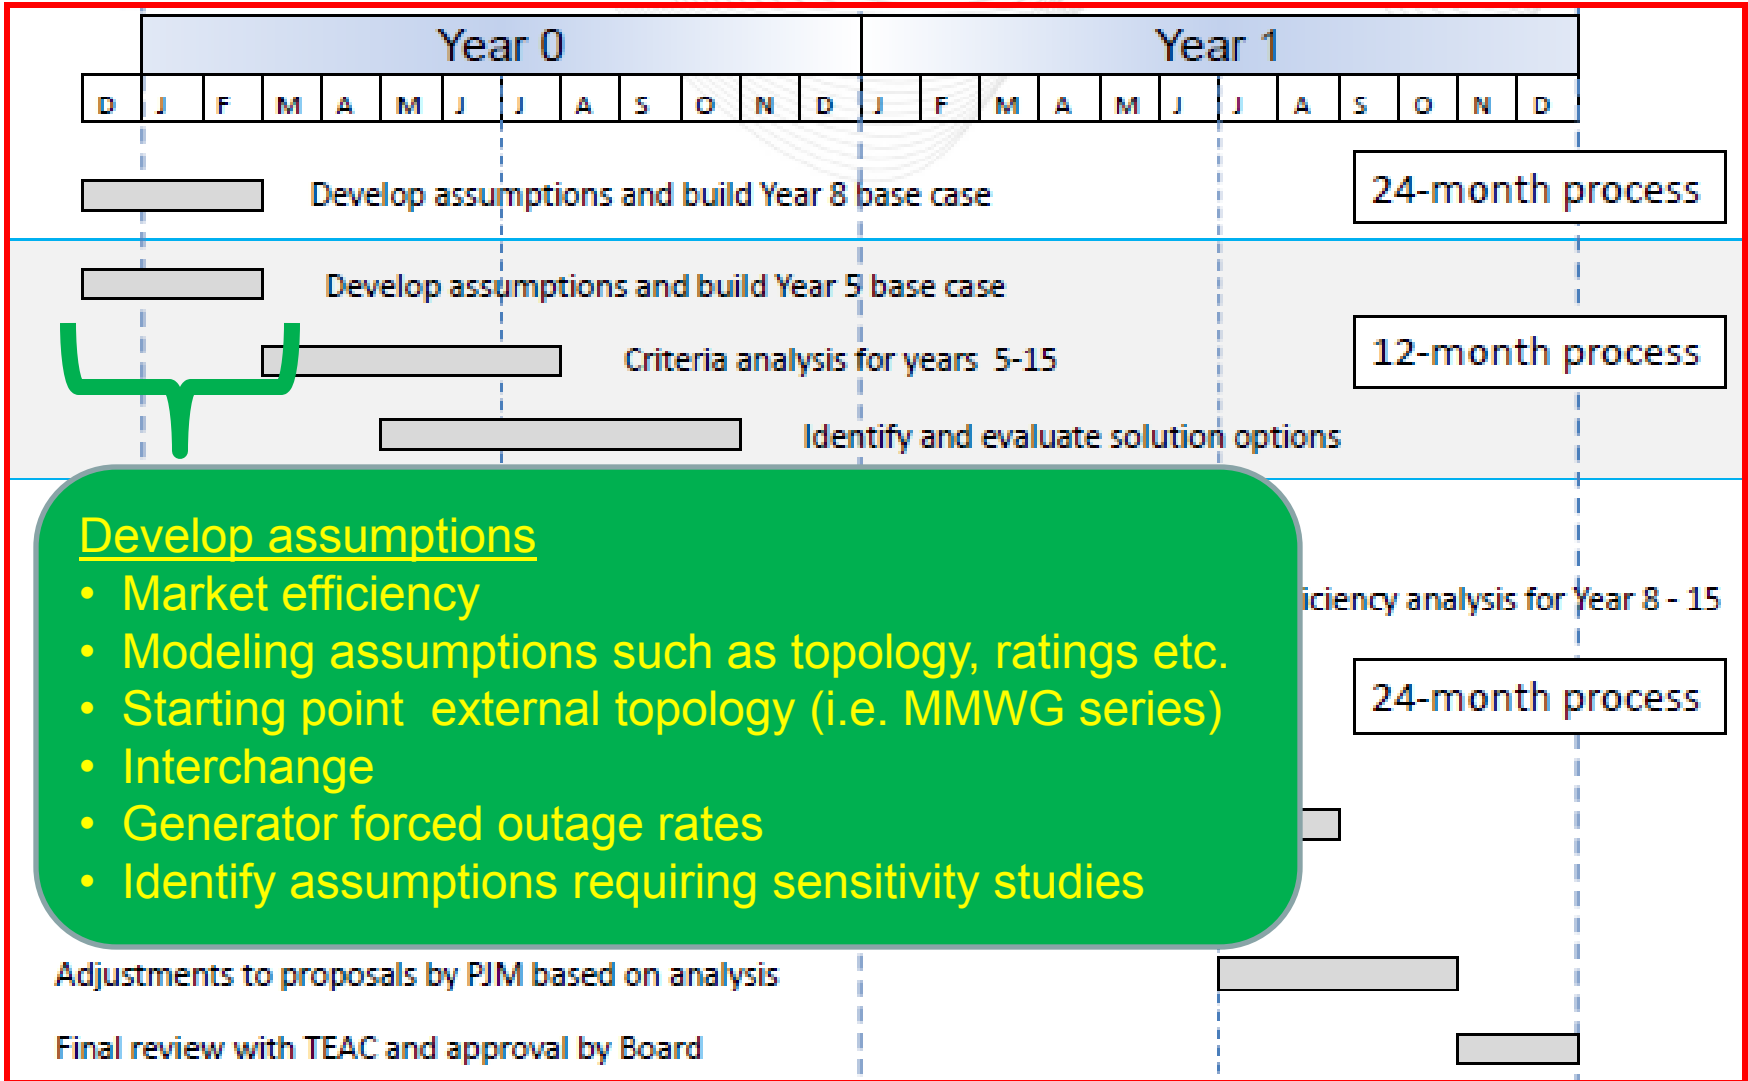 Year 0 Year 1
D J F M A M J J A S O N D J F M A M J J A S O N D
Develop assumptions and build Year 8 base case
24-month process
Develop assumptions and build Year 5 base case
Criteria analysis for years 5-15
12-month process
Identify and evaluate solution options
Develop assumptions
• Market efficiency
• Modeling assumptions such as topology, ratings etc.
• Starting point external topology (i.e. MMWG series)
• Interchange
• Generator forced outage rates
• Identify assumptions requiring sensitivity studies
iciency analysis for Year 8 - 15
24-month process
Adjustments to proposals by PJM based on analysis
Final review with TEAC and approval by Board